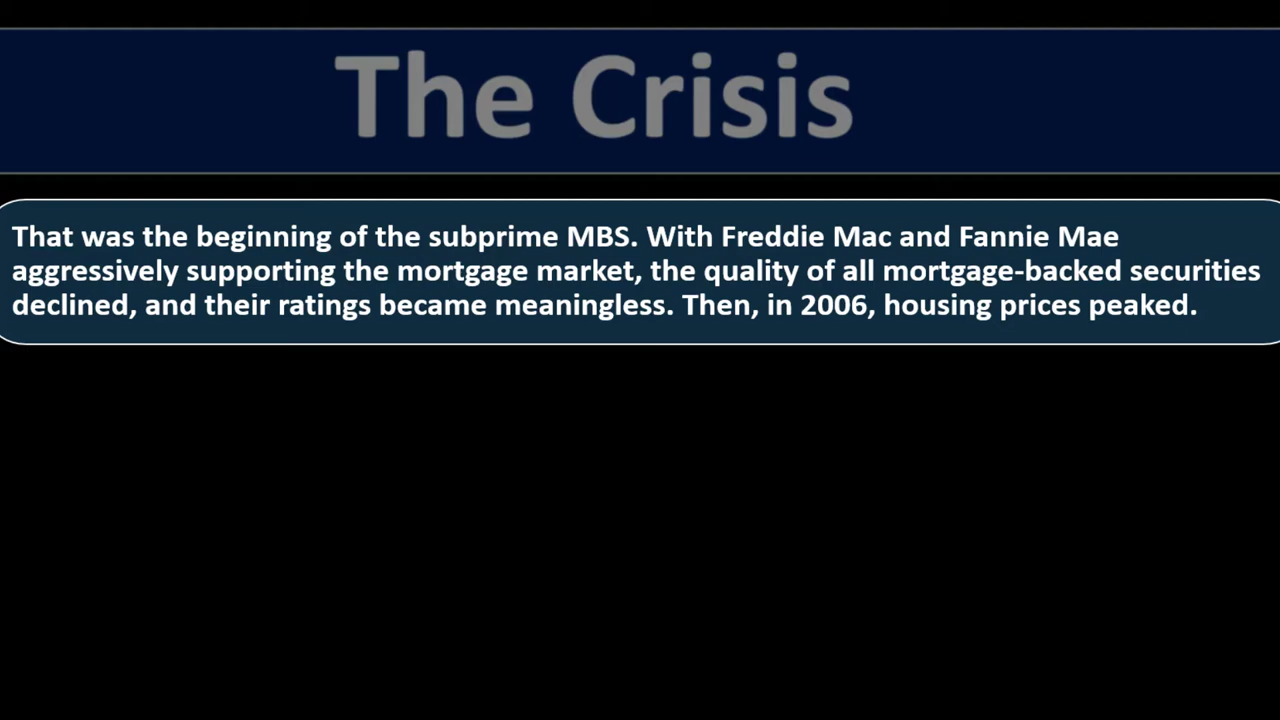 The Crisis
That was the beginning of the subprime MBS. With Freddie Mac and Fannie Mae
aggressively supporting the mortgage market, the quality of all mortgage-backed securities
declined, and their ratings became meaningless. Then, in 2006, housing prices peaked.